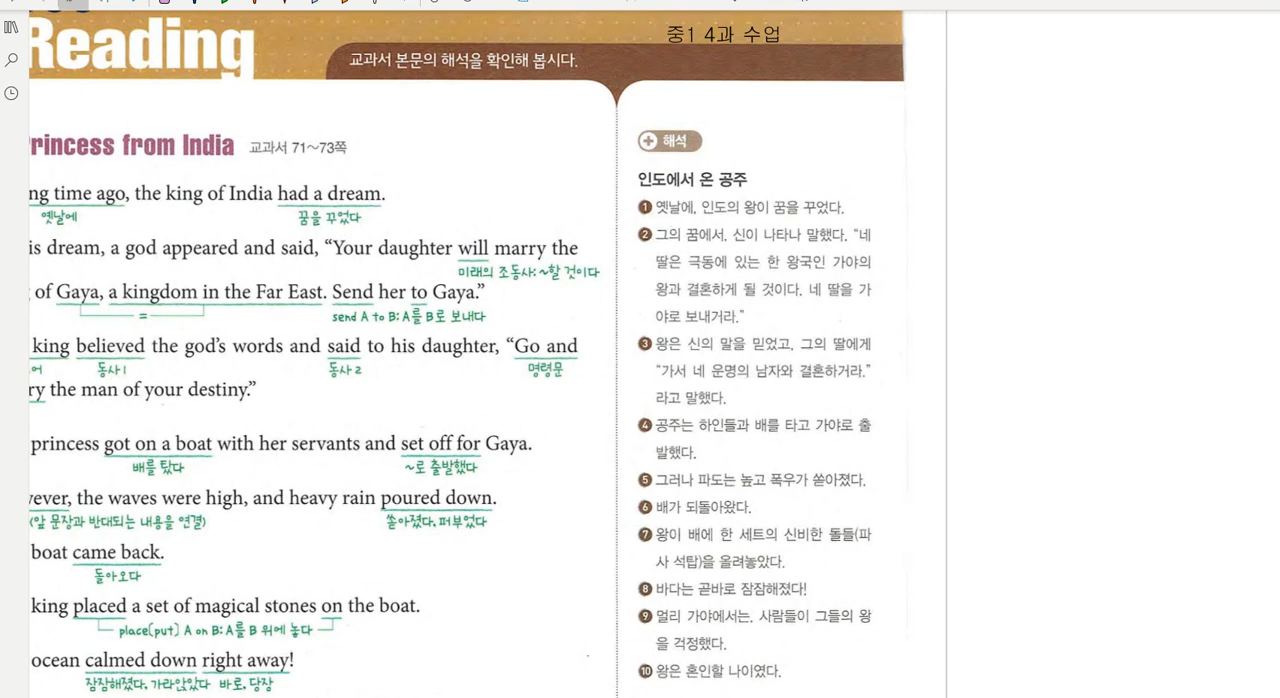 Reading
중1 4과 수업
교과서 본문의 해석을 확인해 봅시다.
rincess from India 교과서 71~73쪽
ng time ago, the king of India had a dream.
옛날에 꿈을 꾸었다
is dream, a god appeared and said, “Your daughter will marry the
미래의 조동사: ~할 것이다
of Gaya, a kingdom in the Far East. Send her to Gaya.”
= send A to B: A를 B로 보내다
king believed the god’s words and said to his daughter, “Go and
어 동사1 동사2 명령문
ry the man of your destiny.”
princess got on a boat with her servants and set off for Gaya.
배를 탔다 ~로 출발했다
ever, the waves were high, and heavy rain poured down.
(앞 문장과 반대되는 내용을 연결) 쏟아졌다, 퍼부었다
boat came back.
돌아오다
king placed a set of magical stones on the boat.
place(put) A on B: A를 B 위에 놓다
ocean calmed down right away!
잠잠해졌다, 가라앉았다 바로, 당장
해석
인도에서 온 공주
1 옛날에, 인도의 왕이 꿈을 꾸었다.
2 그의 꿈에서, 신이 나타나 말했다. “네
딸은 극동에 있는 한 왕국인 가야의
왕과 결혼하게 될 것이다. 네 딸을 가
야로 보내거라.”
3 왕은 신의 말을 믿었고, 그의 딸에게
“가서 네 운명의 남자와 결혼하거라.”
라고 말했다.
4 공주는 하인들과 배를 타고 가야로 출
발했다.
5 그러나 파도는 높고 폭우가 쏟아졌다.
6 배가 되돌아왔다.
7 왕이 배에 한 세트의 신비한 돌들(파
사 석탑)을 올려놓았다.
8 바다는 곧바로 잠잠해졌다!
9 멀리 가야에서는, 사람들이 그들의 왕
을 걱정했다.
10 왕은 혼인할 나이였다.